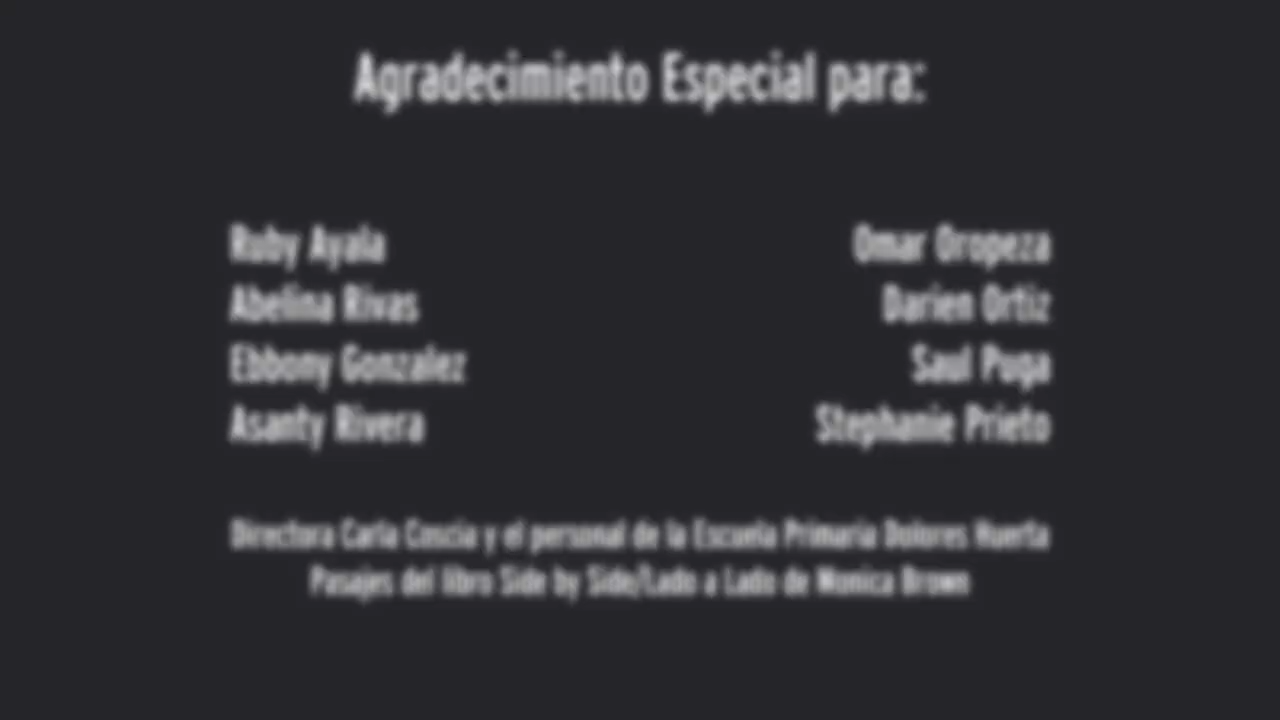 Agradecimiento Especial para:
Ruby Ayala
Omar Oropeza
Abelina Rivas
Darien Ortiz
Ebbony Gonzalez
Saul Puga
Asanty Rivera
Stephanie Prieto
Directora Carla Coscia y el personal de la Escuela Primaria Dolores Huerta
Pasajes del libro Side by Side/Lado a Lado de Monica Brown